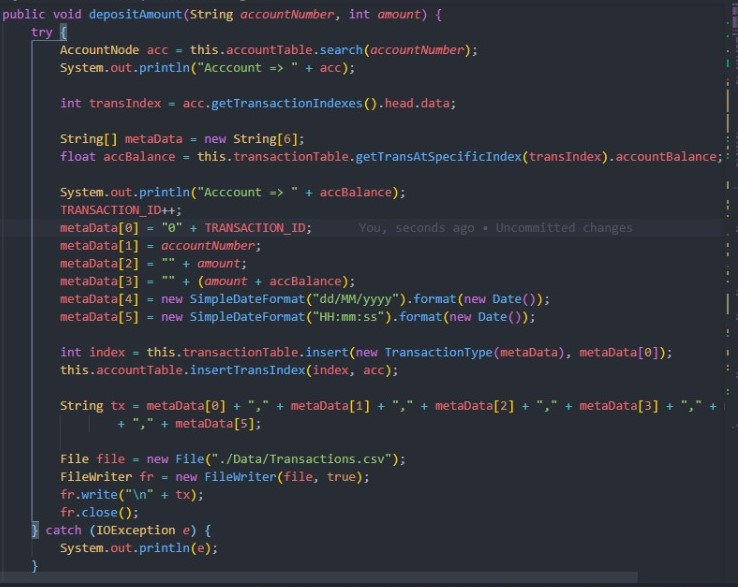 public void depositAmount(String accountNumber, int amount) {
    try {
        AccountNode acc = this.accountTable.search(accountNumber);
        System.out.println("Acccount => " + acc);

        int transIndex = acc.getTransactionIndexes().head.data;

        String[] metaData = new String[6];
        float accBalance = this.transactionTable.getTransAtSpecificIndex(transIndex).accountBalance;

        System.out.println("Acccount => " + accBalance);
        TRANSACTION_ID++;
        metaData[0] = "0" + TRANSACTION_ID;    You, seconds ago • Uncommitted changes
        metaData[1] = accountNumber;
        metaData[2] = "" + amount;
        metaData[3] = "" + (amount + accBalance);
        metaData[4] = new SimpleDateFormat("dd/MM/yyyy").format(new Date());
        metaData[5] = new SimpleDateFormat("HH:mm:ss").format(new Date());

        int index = this.transactionTable.insert(new TransactionType(metaData), metaData[0]);
        this.accountTable.insertTransIndex(index, acc);

        String tx = metaData[0] + "," + metaData[1] + "," + metaData[2] + "," + metaData[3] + "," +
                + "," + metaData[5];

        File file = new File("./Data/Transactions.csv");
        FileWriter fr = new FileWriter(file, true);
        fr.write("\n" + tx);
        fr.close();
    } catch (IOException e) {
        System.out.println(e);
    }